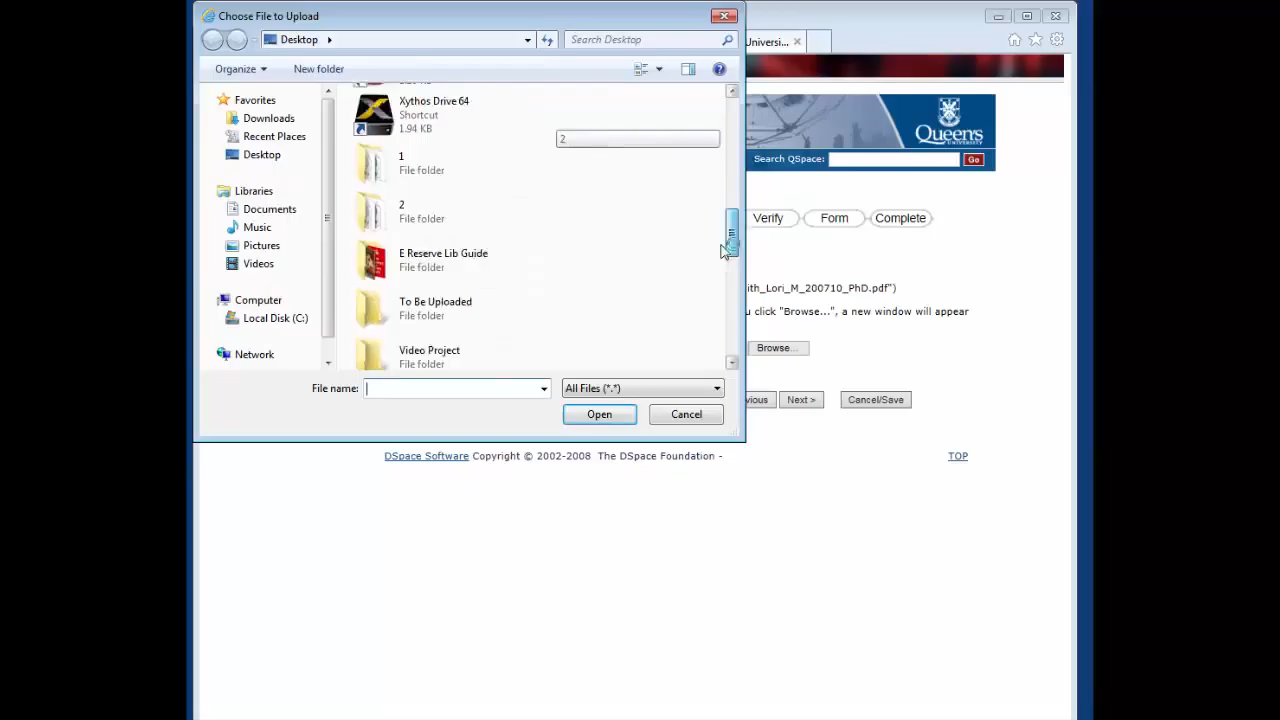 Choose File to Upload
Desktop
Search Desktop
Universi...
Organize
New folder
Favorites
Downloads
Recent Places
Desktop
Libraries
Documents
Music
Pictures
Videos
Computer
Local Disk (C:)
Network
Xythos Drive 64
Shortcut
1.94 KB
2
1
File folder
2
File folder
E Reserve Lib Guide
File folder
To Be Uploaded
File folder
Video Project
File folder
File name:
All Files (*.*)
Open
Cancel
Queen's
UNIVERSITY
Search QSpace:
Go
Verify
Form
Complete
ith_Lori_M_200710_PhD.pdf")
u click "Browse...", a new window will appear
Browse...
vious
Next >
Cancel/Save
DSpace Software Copyright © 2002-2008 The DSpace Foundation -
TOP